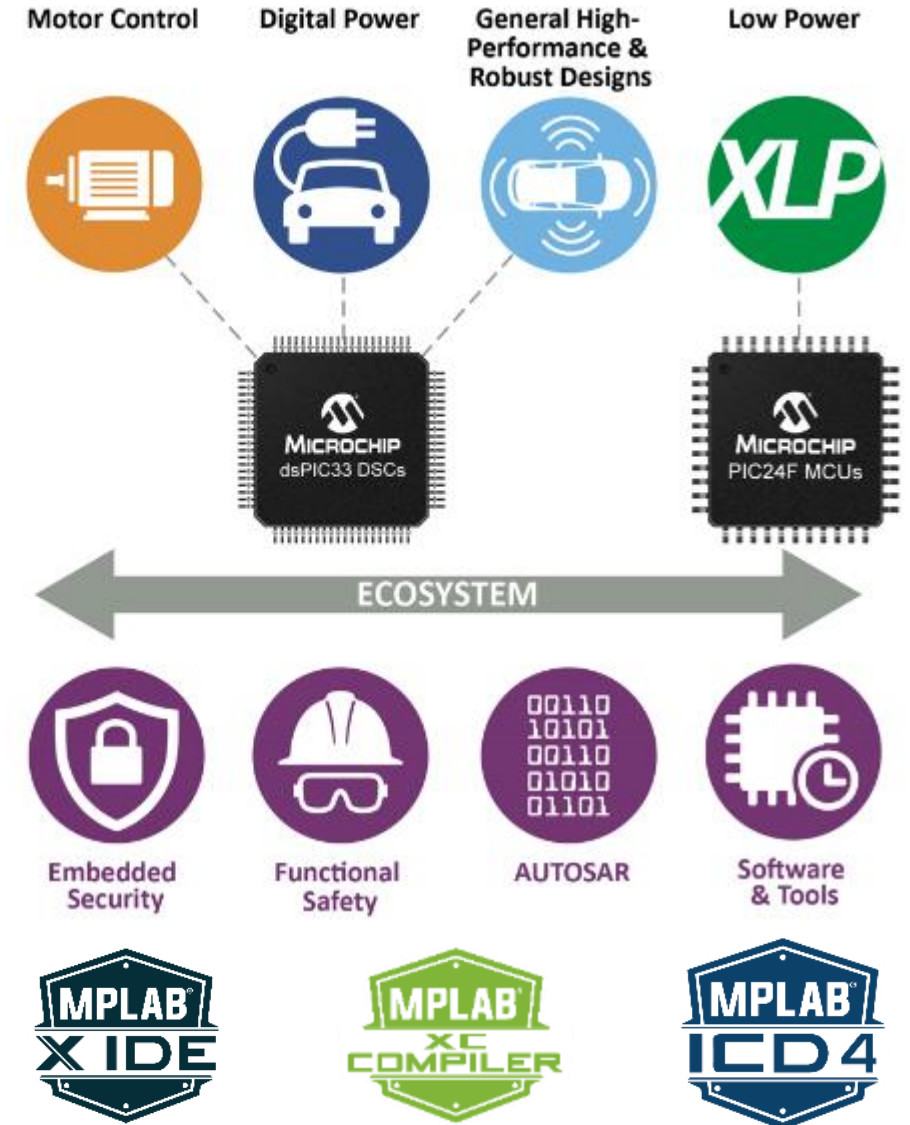 Motor Control
Digital Power
General High-
Performance &
Robust Designs
Low Power
XLP
MICROCHIP
dsPIC33 DSCs
MICROCHIP
PIC24F MCUs
ECOSYSTEM
00110
10101
00110
01010
01101
Embedded
Security
Functional
Safety
AUTOSAR
Software
& Tools
MPLAB®
X IDE
MPLAB®
XC
COMPILER
MPLAB®
ICD 4